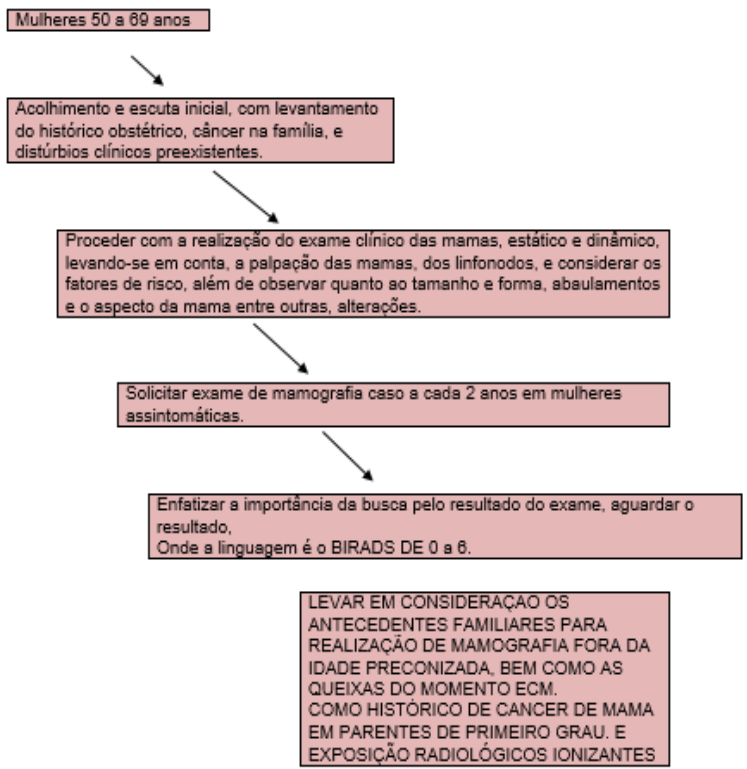 Mulheres 50 a 69 anos
Acolhimento e escuta inicial, com levantamento
do histórico obstétrico, câncer na família, e
distúrbios clínicos preexistentes.
Proceder com a realização do exame clínico das mamas, estático e dinâmico,
levando-se em conta, a palpação das mamas, dos linfonodos, e considerar os
fatores de risco, além de observar quanto ao tamanho e forma, abaulamentos
e o aspecto da mama entre outras, alterações.
Solicitar exame de mamografia caso a cada 2 anos em mulheres
assintomáticas.
Enfatizar a importância da busca pelo resultado do exame, aguardar o
resultado,
Onde a linguagem é o BIRADS DE 0 a 6.
LEVAR EM CONSIDERAÇAO OS
ANTECEDENTES FAMILIARES PARA
REALIZAÇÃO DE MAMOGRAFIA FORA DA
IDADE PRECONIZADA, BEM COMO AS
QUEIXAS DO MOMENTO ECM.
COMO HISTÓRICO DE CANCER DE MAMA
EM PARENTES DE PRIMEIRO GRAU. E
EXPOSIÇÃO RADIOLÓGICOS IONIZANTES